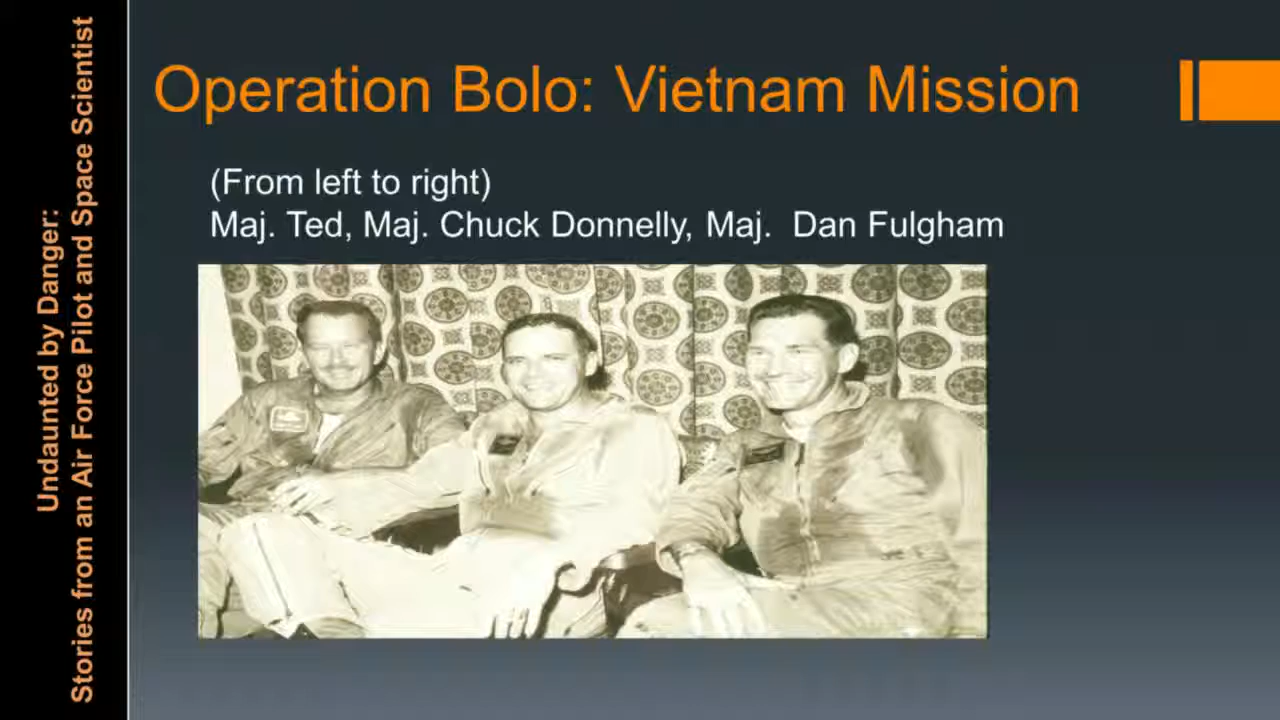 Undaunted by Danger:
Stories from an Air Force Pilot and Space Scientist
Operation Bolo: Vietnam Mission
(From left to right)
Maj. Ted, Maj. Chuck Donnelly, Maj.  Dan Fulgham